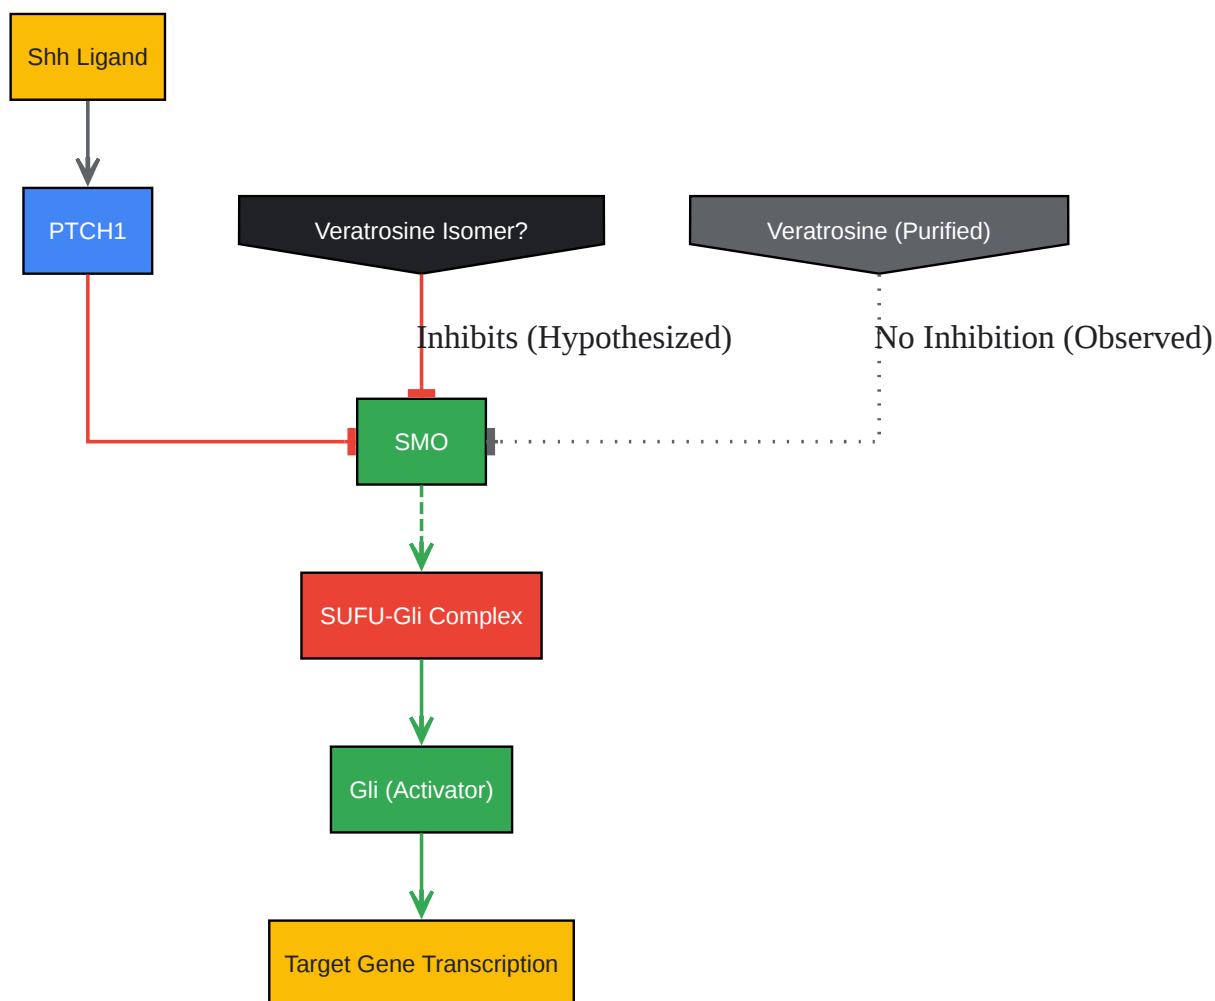 Shh Ligand
PTCH1
Veratrosine Isomer?
Veratrosine (Purified)
Inhibits (Hypothesized)
No Inhibition (Observed)
SMO
SUFU-Gli Complex
Gli (Activator)
Target Gene Transcription